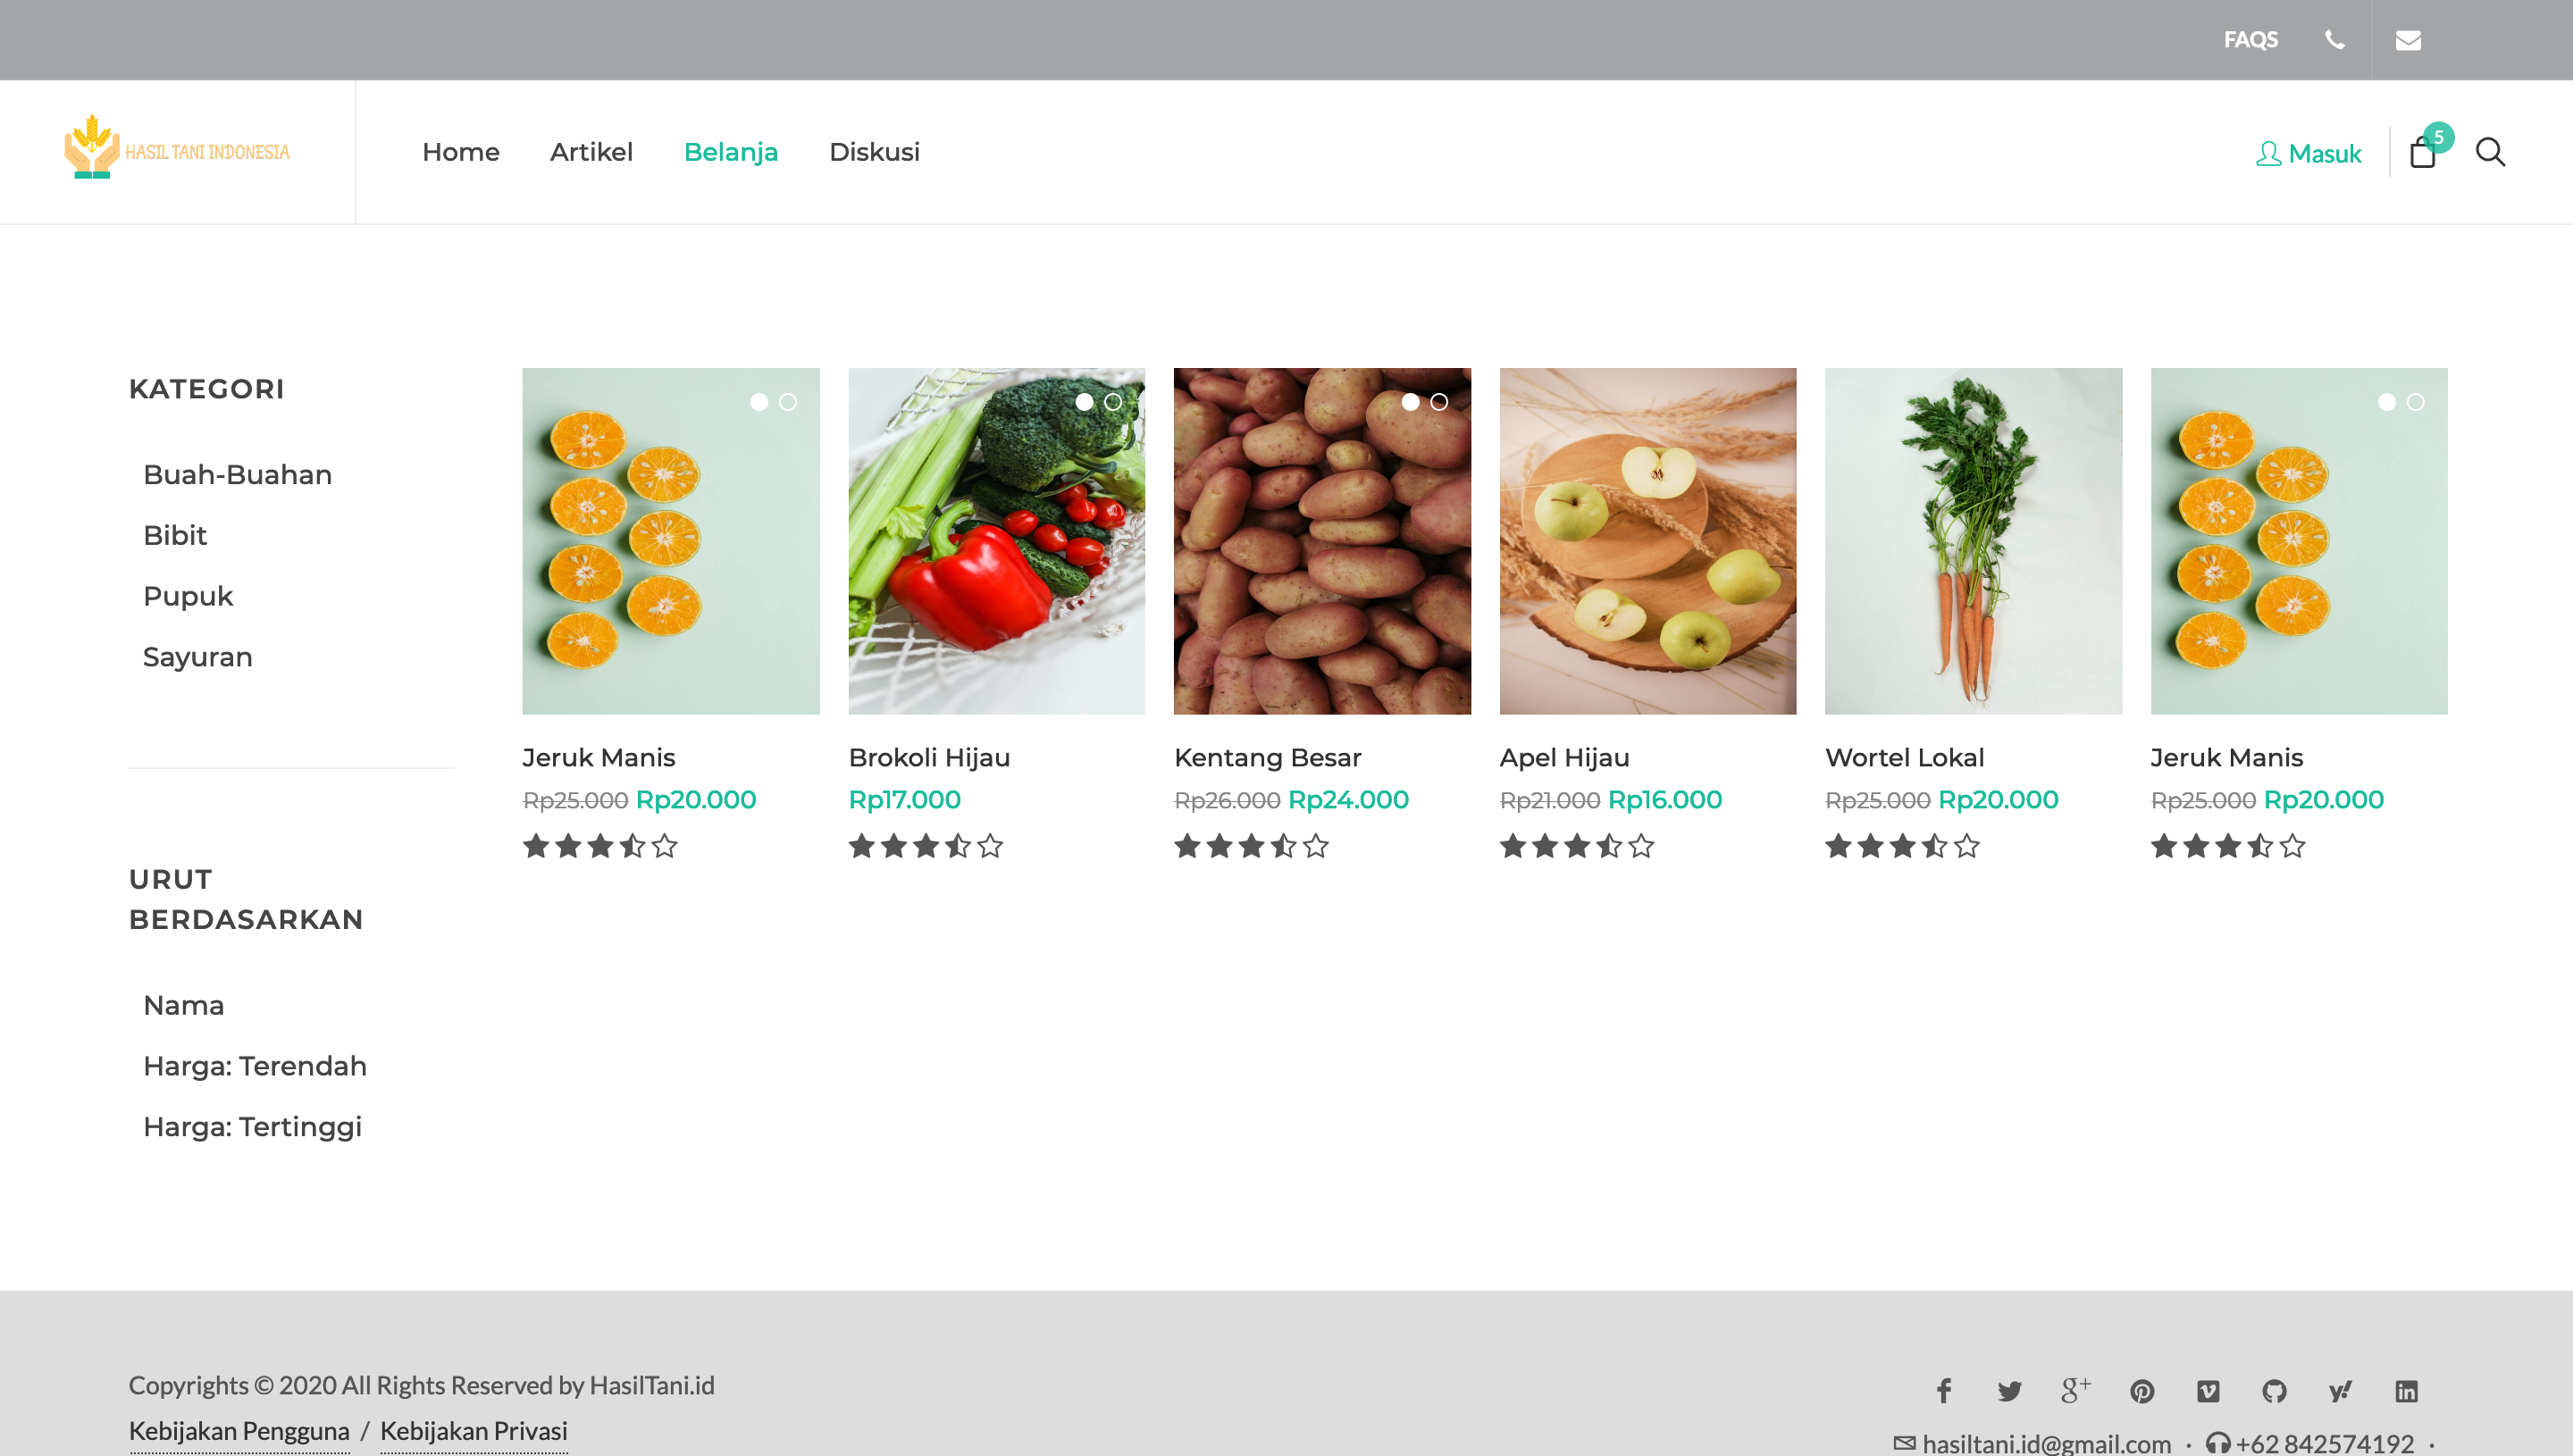 FAQS
HASIL TANI INDONESIA
Home
Artikel
Belanja
Diskusi
Masuk
5
KATEGORI
Buah-Buahan
Bibit
Pupuk
Sayuran
URUT
BERDASARKAN
Nama
Harga: Terendah
Harga: Tertinggi
Jeruk Manis
Rp25.000 Rp20.000
Brokoli Hijau
Rp17.000
Kentang Besar
Rp26.000 Rp24.000
Apel Hijau
Rp21.000 Rp16.000
Wortel Lokal
Rp25.000 Rp20.000
Jeruk Manis
Rp25.000 Rp20.000
Copyrights © 2020 All Rights Reserved by HasilTani.id
Kebijakan Pengguna / Kebijakan Privasi
hasiltani.id@gmail.com · +62 842574192 ·